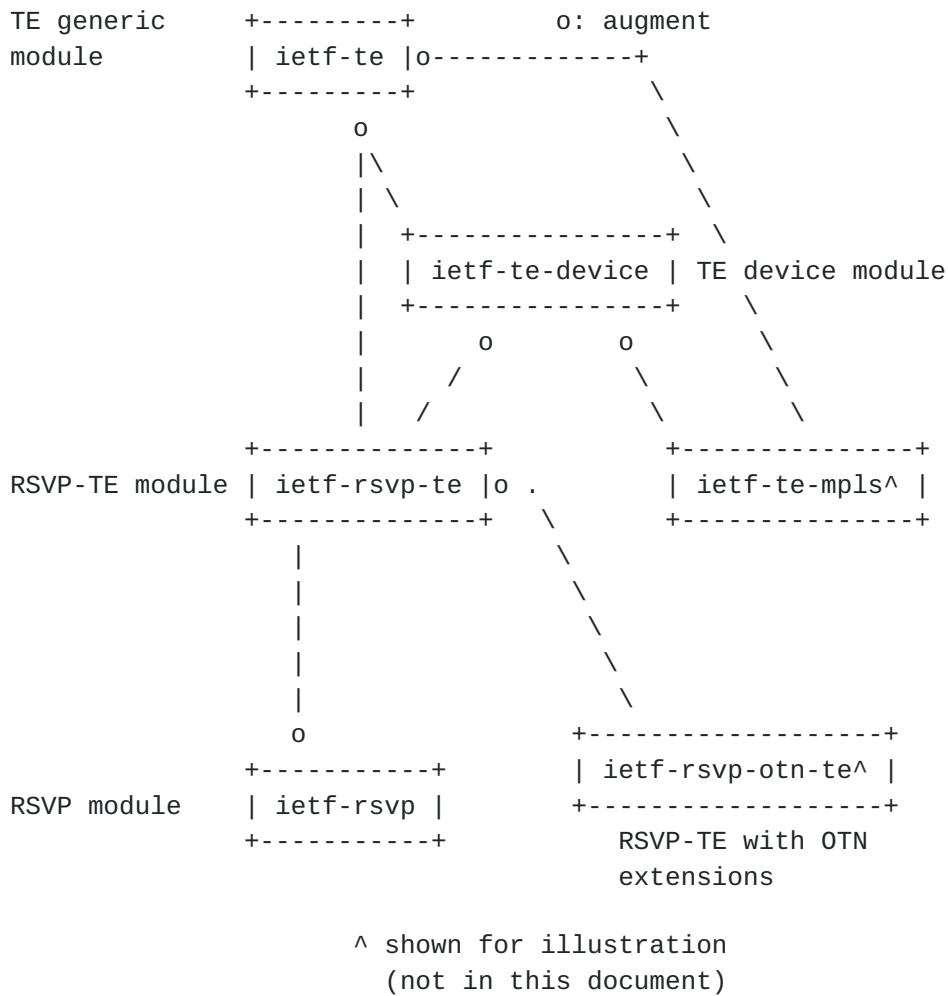 TE generic      +---------+         o: augment
module          | ietf-te |o-------------+
                +---------+               \
                       o                   \
                       |\                   \
                       | \                   \
                       |  +----------------+  \
                       |  | ietf-te-device | TE device module
                       |  +----------------+    \
                       |       o        o        \
                       |     /           \        \
                       |   /              \        \
                +--------------+           +---------------+
RSVP-TE module | ietf-rsvp-te |o .         | ietf-te-mpls^ |
                +--------------+   \       +---------------+
                   |                \
                   |                 \
                   |                  \
                   |                   \
                   |                    \
                   o                 +-------------------+
                +-----------+        | ietf-rsvp-otn-te^ |
RSVP module     | ietf-rsvp |        +-------------------+
                +-----------+           RSVP-TE with OTN
                                        extensions
                       ^ shown for illustration
                         (not in this document)